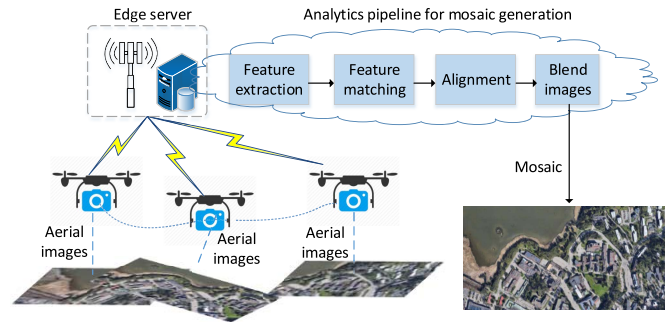 Edge server
Analytics pipeline for mosaic generation
Feature
extraction
Feature
matching
Alignment
Blend
images
Mosaic
Aerial
images
Aerial
images
Aerial
images